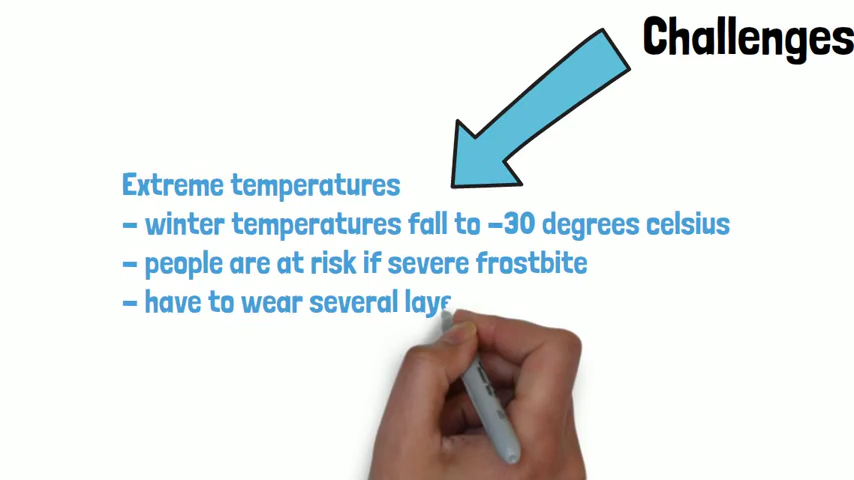 Challenges
Extreme temperatures
- winter temperatures fall to -30 degrees celsius
- people are at risk if severe frostbite
- have to wear several